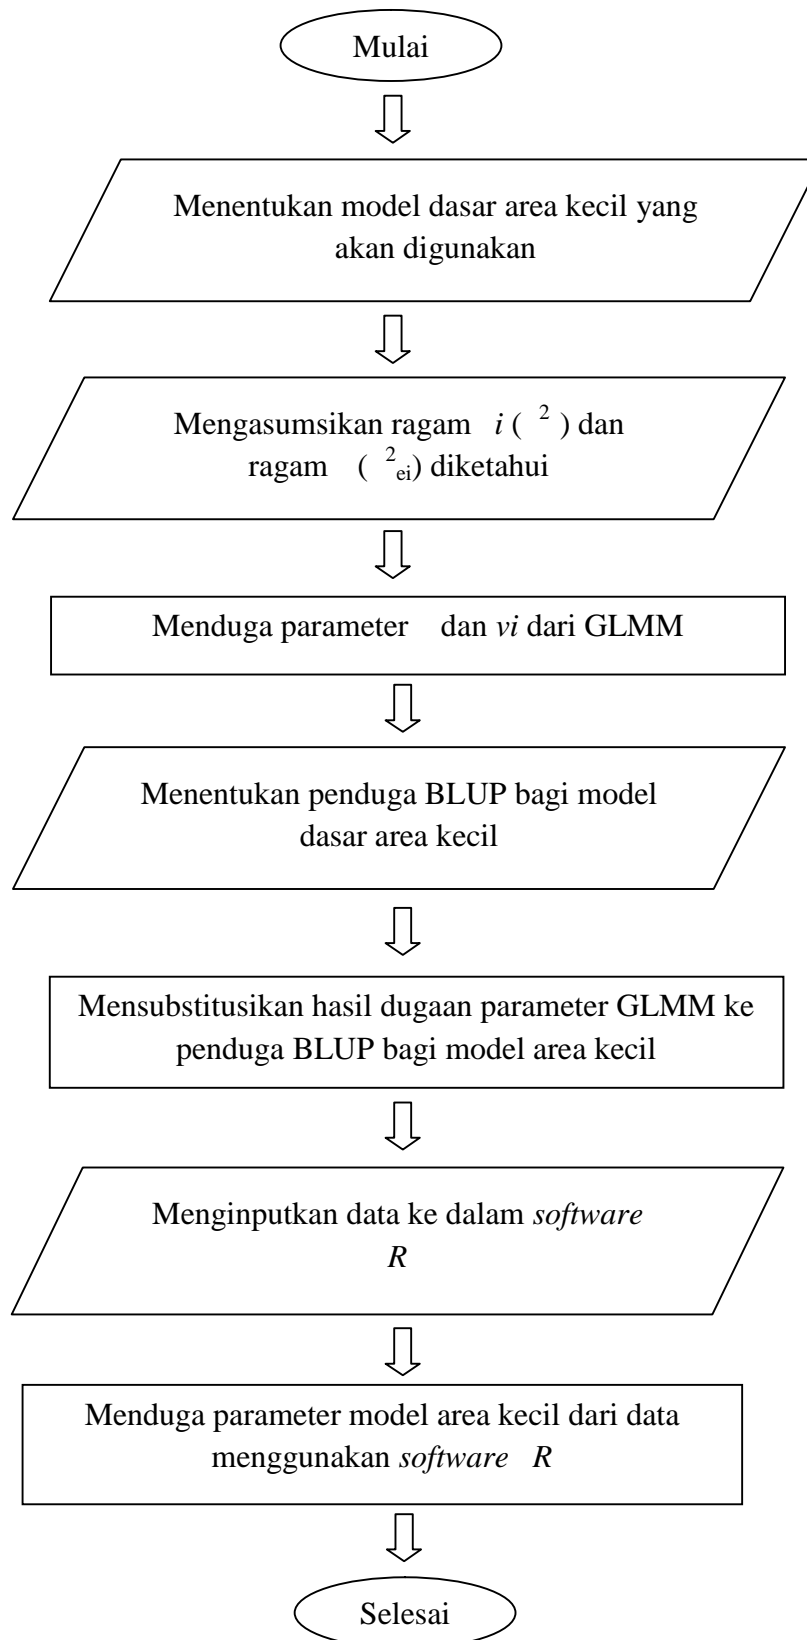 Mulai
Menentukan model dasar area kecil yang
akan digunakan
Mengasumsikan ragam i ( ²) dan
ragam ( ²ei) diketahui
Menduga parameter dan vi dari GLMM
Menentukan penduga BLUP bagi model
dasar area kecil
Mensubstitusikan hasil dugaan parameter GLMM ke
penduga BLUP bagi model area kecil
Menginputkan data ke dalam software
R
Menduga parameter model area kecil dari data
menggunakan software R
Selesai